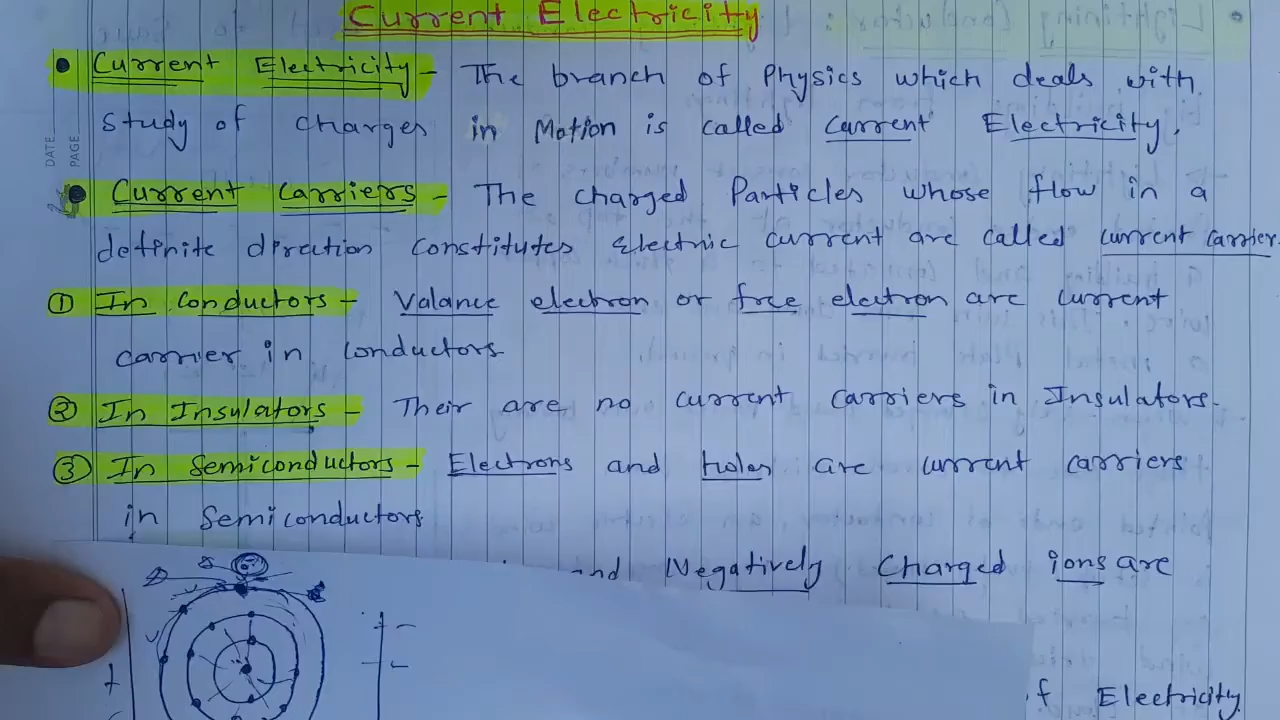 Current Electricity
• Current Electricity - The branch of Physics which deals with
study of charges in Motion is called Current Electricity.
• Current carriers - The charged Particles whose flow in a
definite diraction constitutes Electric current are called current carrier.
① In conductors - Valance electron or free electron are current
carrier in conductors
② In Insulators - Their are no current carriers in Insulators.
③ In Semiconductors - Electrons and holes are current carriers
in Semiconductors
and Negatively Charged ions are
Electricity
DATE
PAGE